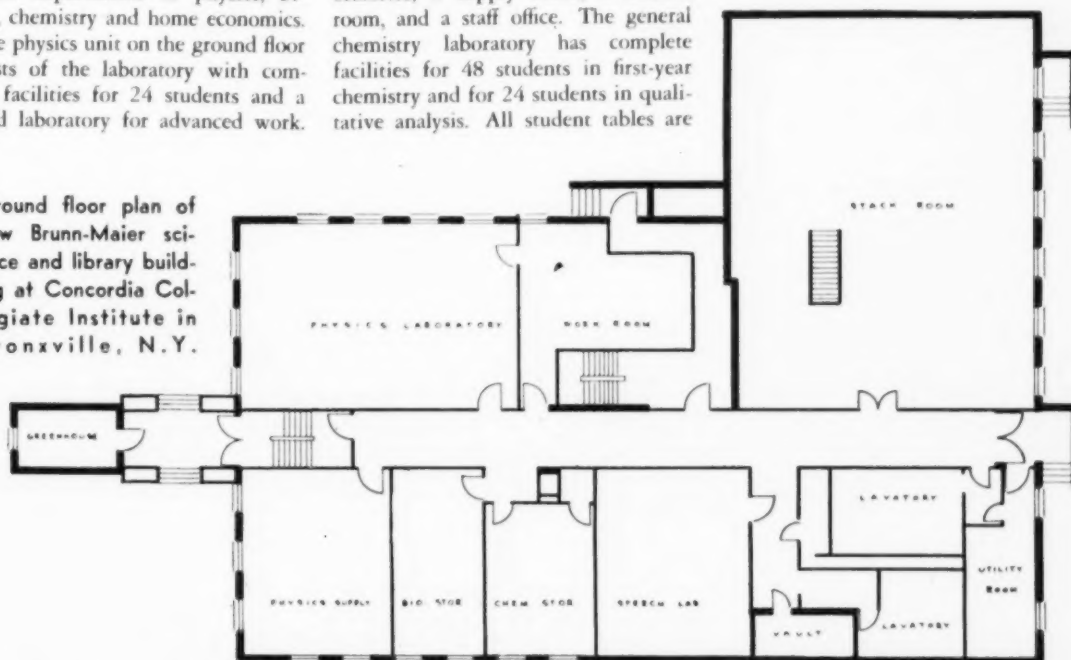 chemistry and home economics.
e physics unit on the ground floor
sts of the laboratory with com-
facilities for 24 students and a
d laboratory for advanced work.
room, and a staff office. The general
chemistry laboratory has complete
facilities for 48 students in first-year
chemistry and for 24 students in quali-
tative analysis. All student tables are
ound floor plan of
w Brunn-Maier sci-
ce and library build-
g at Concordia Col-
giate Institute in
onxville, N.Y.
STACK ROOM
PHYSICS LABORATORY
WORK ROOM
GREENHOUSE
LAVATORY
UTILITY
ROOM
PHYSICS SUPPLY
BIO. STOR.
CHEM. STOR.
SPEECH LAB
VAULT
LAVATORY